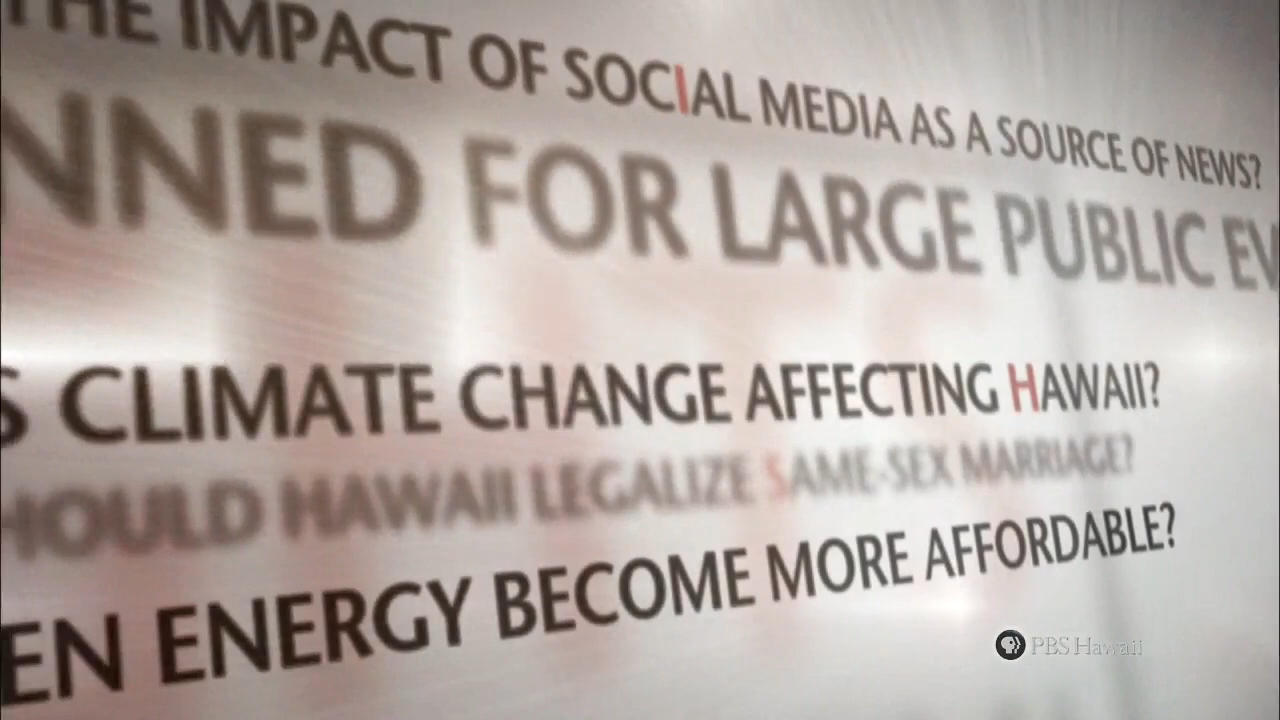 THE IMPACT OF SOCIAL MEDIA AS A SOURCE OF NEWS?
NNED FOR LARGE PUBLIC EV
S CLIMATE CHANGE AFFECTING HAWAII?
HOULD HAWAII LEGALIZE SAME-SEX MARRIAGE?
EN ENERGY BECOME MORE AFFORDABLE?
PBS Hawaii